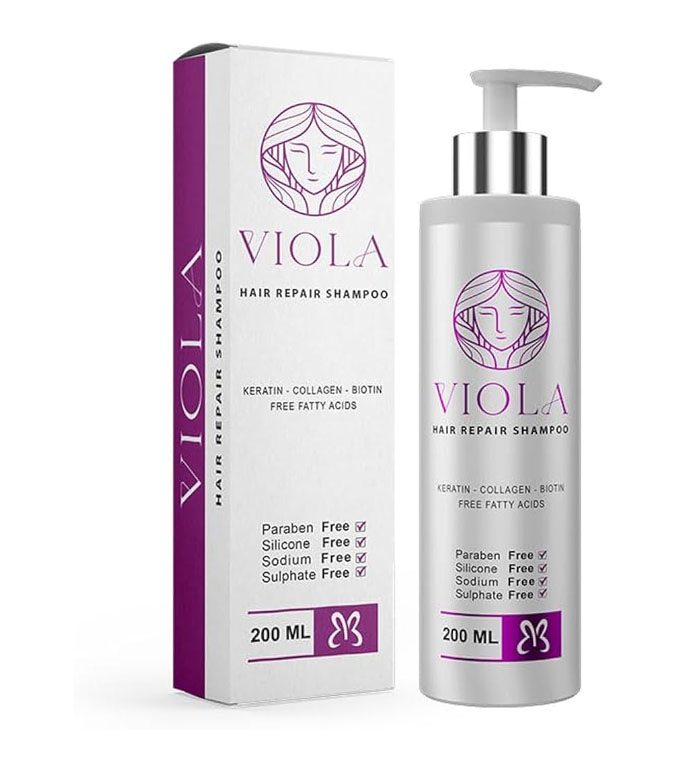 VIOLA
HAIR REPAIR SHAMPOO
VIOLA
HAIR REPAIR SHAMPOO
KERATIN - COLLAGEN - BIOTIN
FREE FATTY ACIDS
Paraben Free
Silicone Free
Sodium Free
Sulphate Free
200 ML
VIOLA
HAIR REPAIR SHAMPOO
KERATIN - COLLAGEN - BIOTIN
FREE FATTY ACIDS
Paraben Free
Silicone Free
Sodium Free
Sulphate Free
200 ML